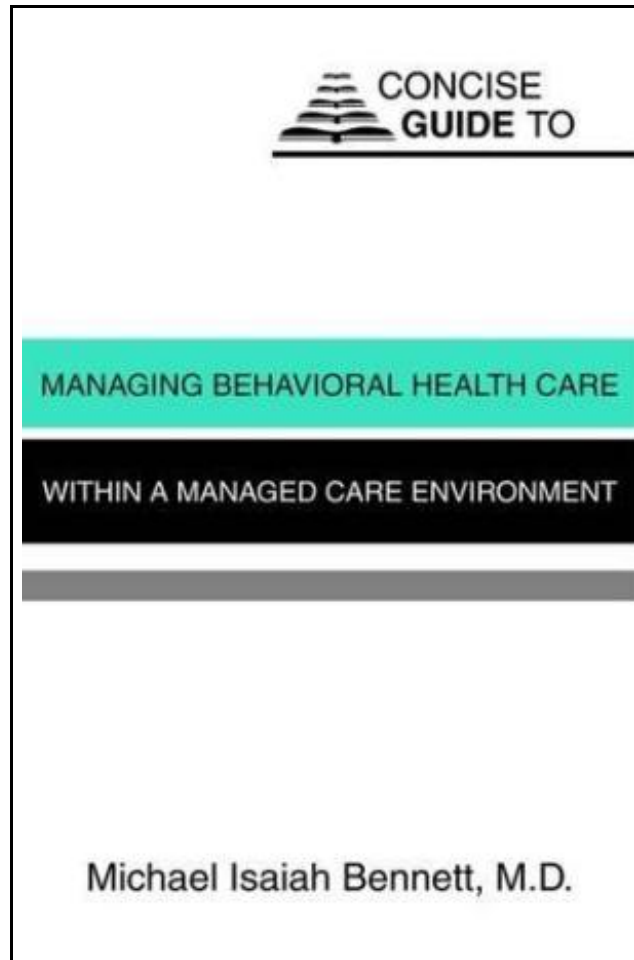 CONCISE
GUIDE TO
MANAGING BEHAVIORAL HEALTH CARE
WITHIN A MANAGED CARE ENVIRONMENT
Michael Isaiah Bennett, M.D.